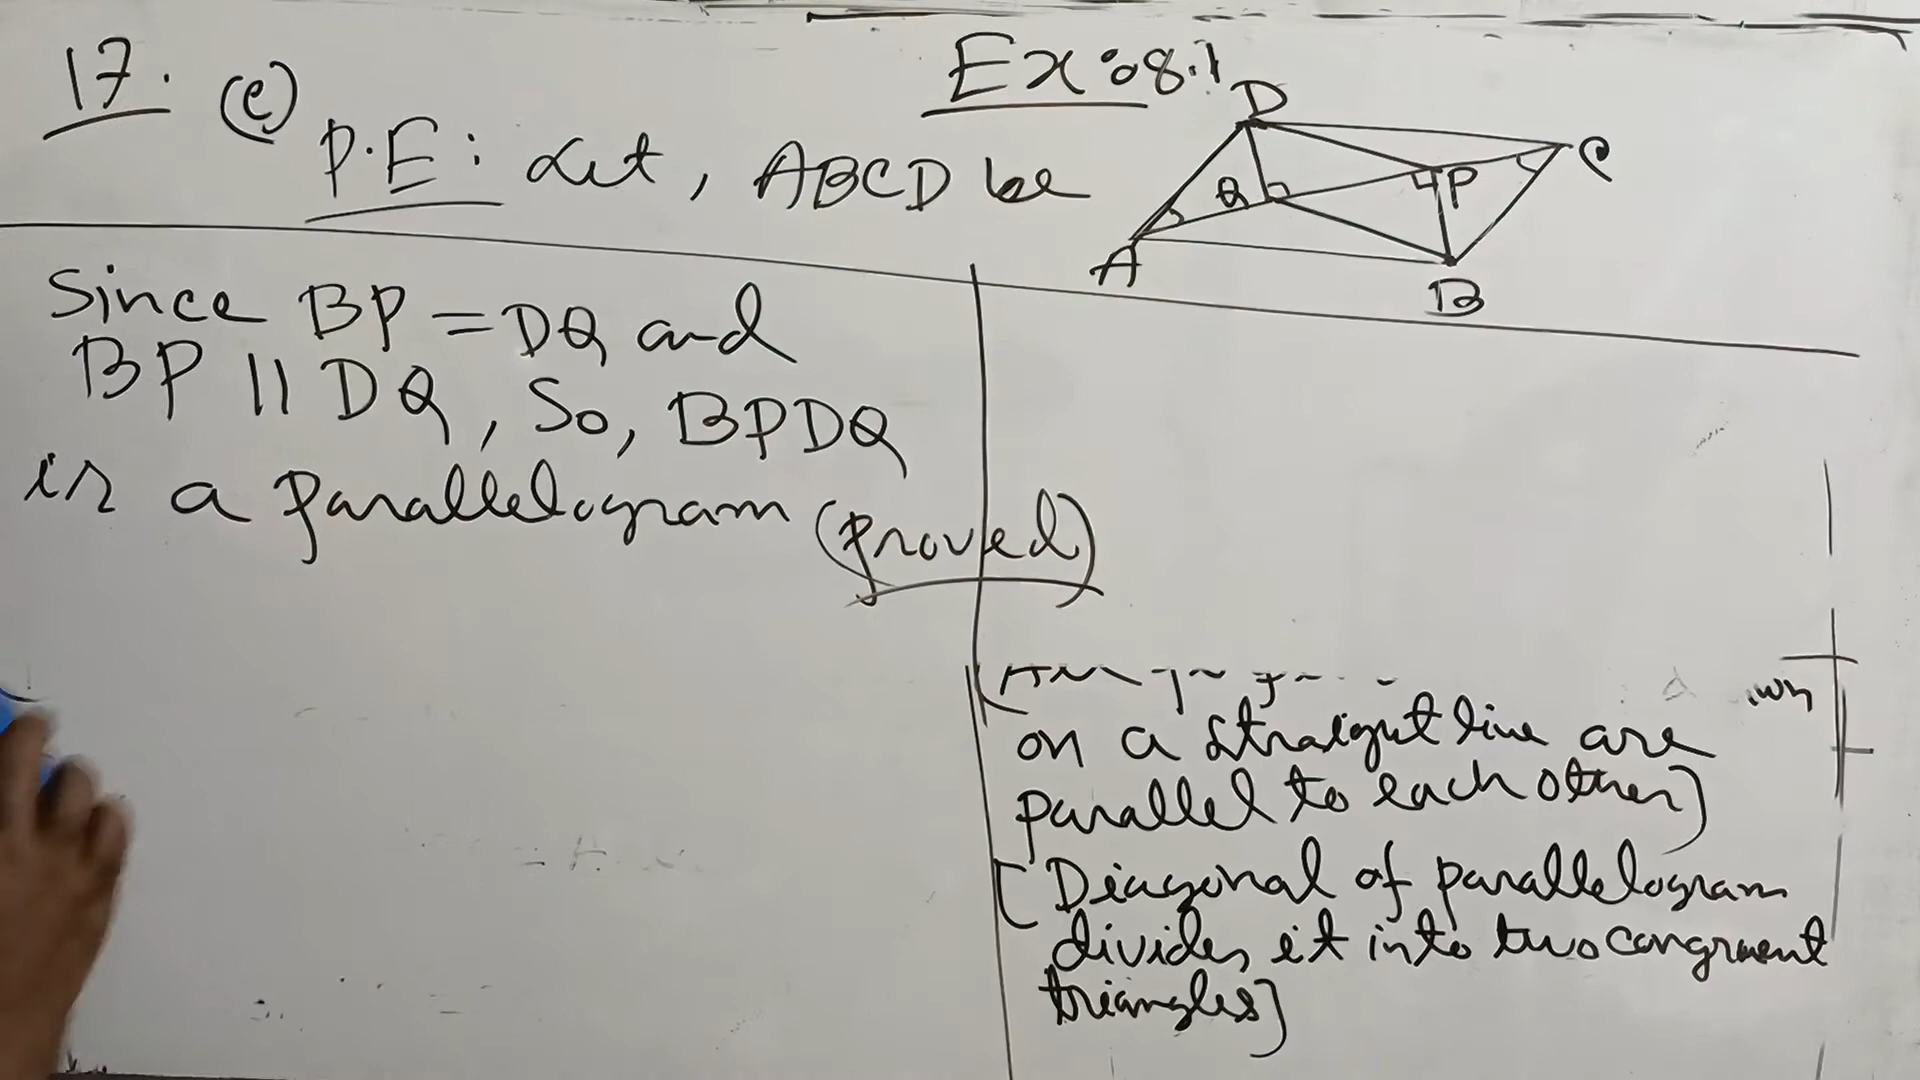 17. (c)
Ex: 8.1
P.E: Let, ABCD be
D
C
Q
P
A
B
Since BP = DQ and
BP || DQ, So, BPDQ
is a parallelogram (proved)
on a straight line are
parallel to each other]
[Diagonal of parallelogram
divides it into two congruent
triangles]